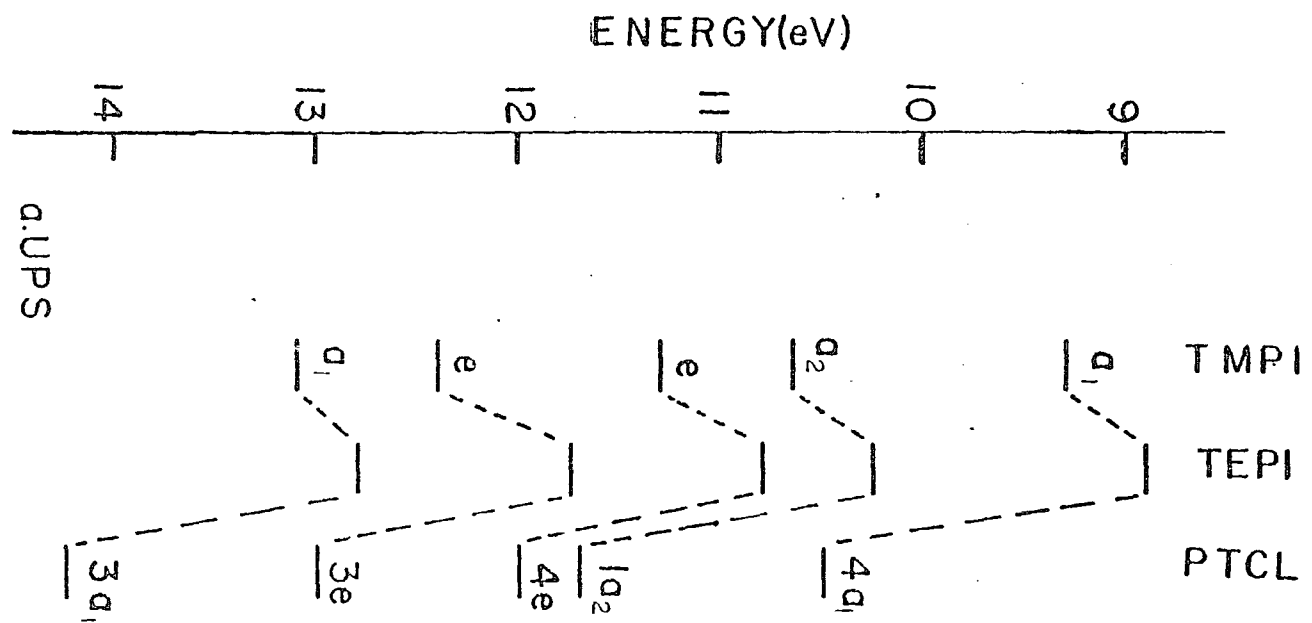 ENERGY(eV)
14 13 12 11 10 9
a.UPS
TMPI
a₁ e e a₂ a₁
TEPI
PTCL
3a₁ 3e 4e 1a₂ 4a₁